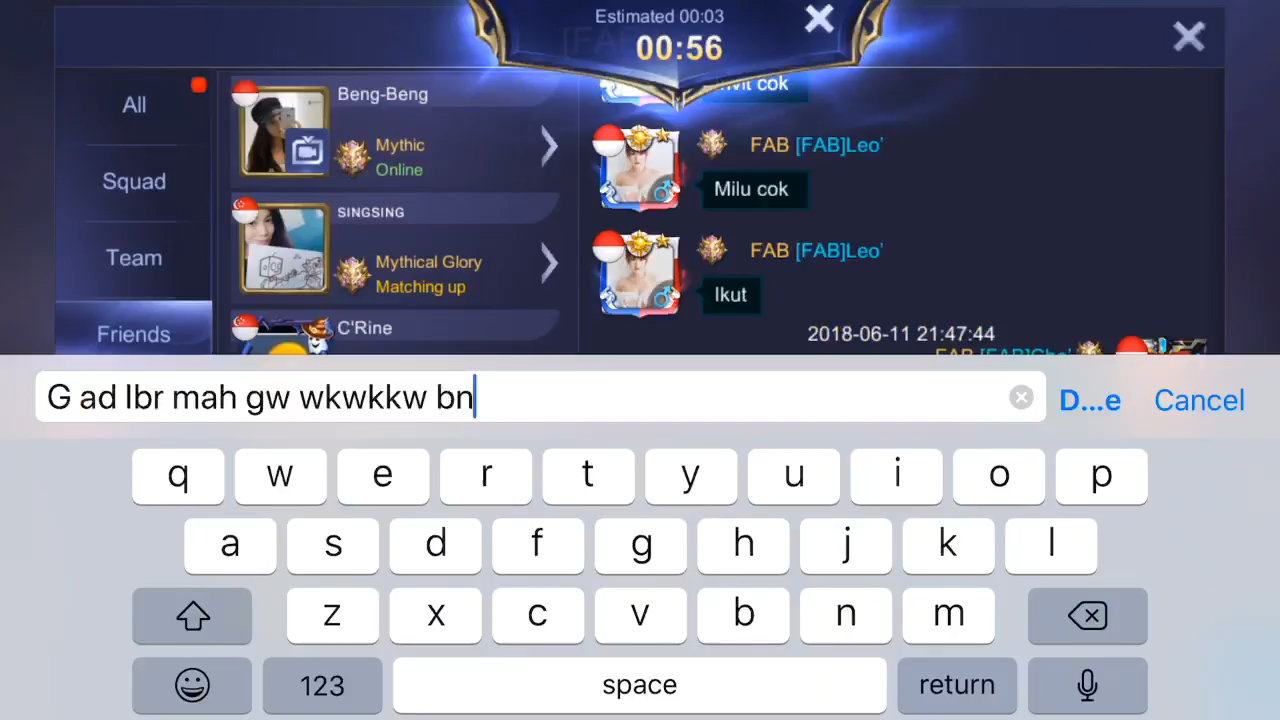 Estimated 00:03
00:56
All
Squad
Team
Friends
Beng-Beng
Mythic
Online
SINGSING
Mythical Glory
Matching up
C'Rine
cok
FAB [FAB]Leo'
Milu cok
FAB [FAB]Leo'
Ikut
2018-06-11 21:47:44
G ad lbr mah gw wkwkkw bn
D...e
Cancel
q w e r t y u i o p
a s d f g h j k l
z x c v b n m
123
space
return